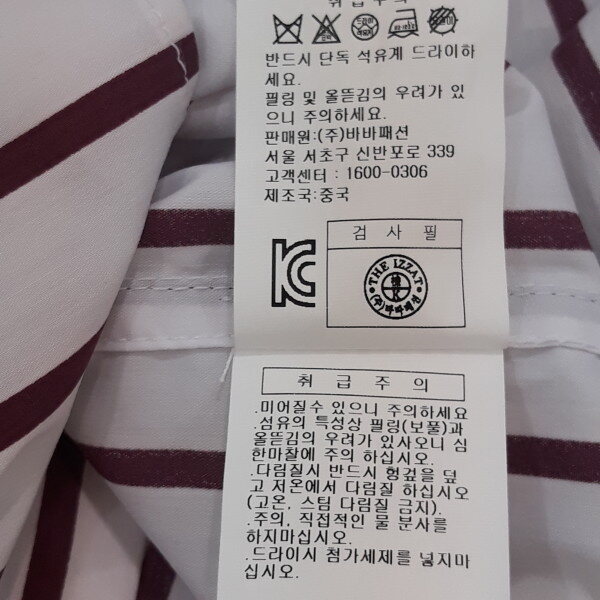 취급주의
드라이
반드시 단독 석유계 드라이하
세요.
필링 및 올뜯김의 우려가 있
으니 주의하세요.
판매원:(주)바바패션
서울 서초구 신반포로 339
고객센터 : 1600-0306
제조국:중국
검 사 필
THE IZZAT
(주)바바패션
취 급 주 의
.미어질수 있으니 주의하세요
.섬유의 특성상 필링(보풀)과
올뜯김의 우려가 있사오니 심
한마찰에 주의 하십시오.
.다림질시 반드시 헝겊을 덮
고 저온에서 다림질 하십시오
(고온, 스팀 다림질 금지).
.주의, 직접적인 물 분사를
하지마십시오.
.드라이시 첨가세제를 넣지마
십시오.